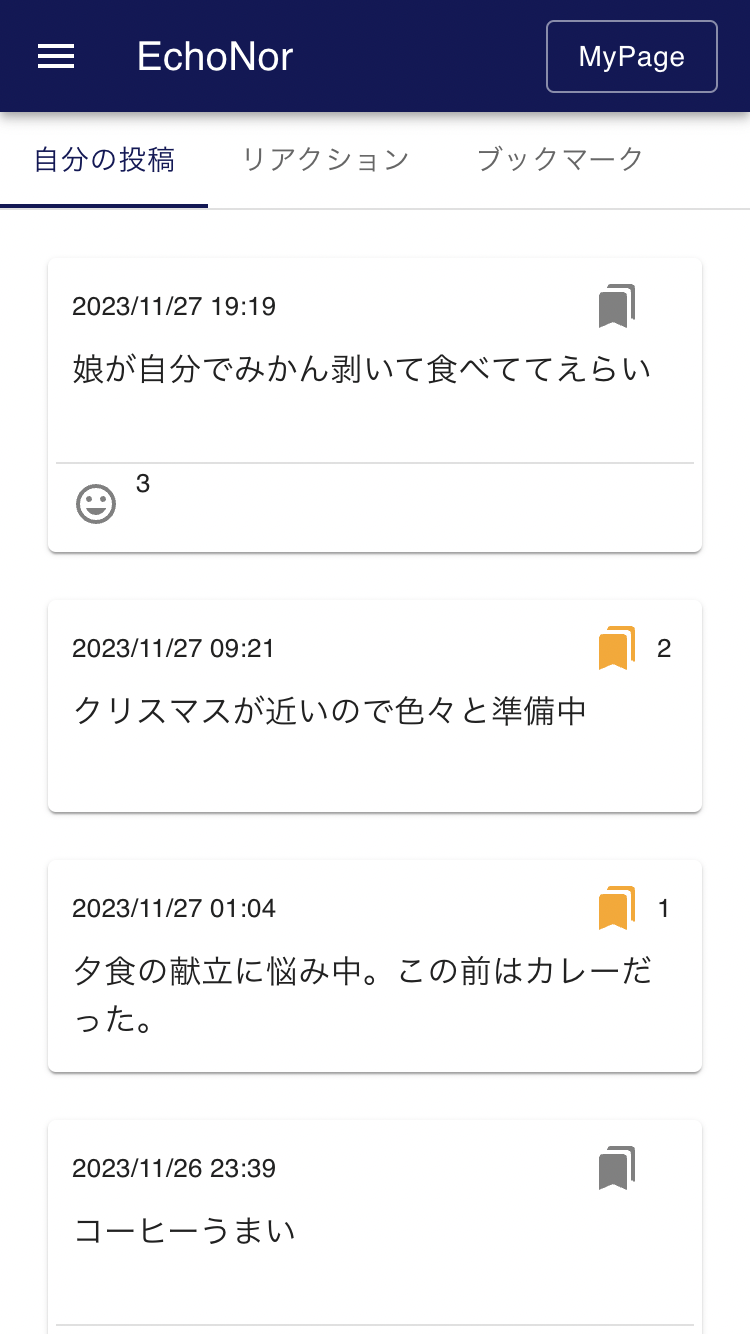 EchoNor
MyPage
自分の投稿 リアクション ブックマーク
2023/11/27 19:19
娘が自分でみかん剥いて食べててえらい
3
2023/11/27 09:21 2
クリスマスが近いので色々と準備中
2023/11/27 01:04 1
夕食の献立に悩み中。この前はカレーだ
った。
2023/11/26 23:39
コーヒーうまい